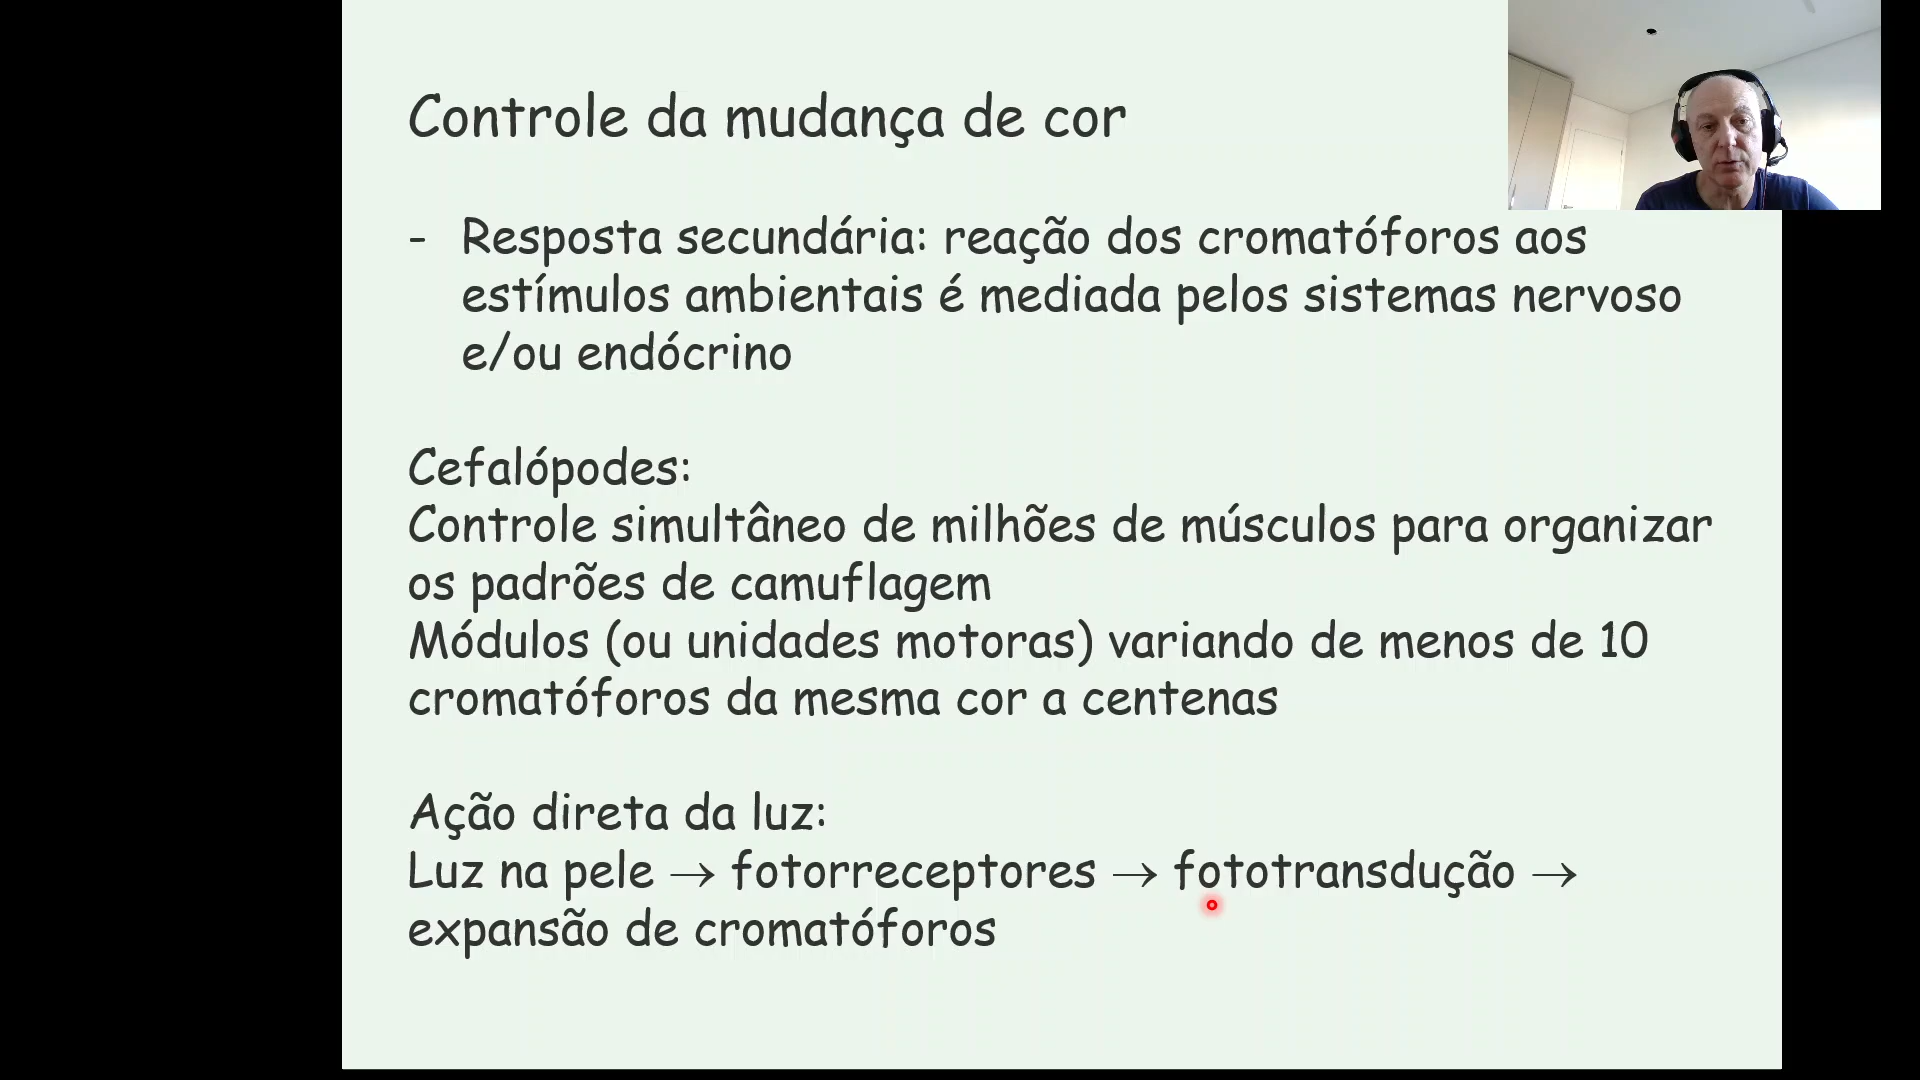 Controle da mudança de cor
- Resposta secundária: reação dos cromatóforos aos
estímulos ambientais é mediada pelos sistemas nervoso
e/ou endócrino
Cefalópodes:
Controle simultâneo de milhões de músculos para organizar
os padrões de camuflagem
Módulos (ou unidades motoras) variando de menos de 10
cromatóforos da mesma cor a centenas
Ação direta da luz:
Luz na pele → fotorreceptores → fototransdução →
expansão de cromatóforos